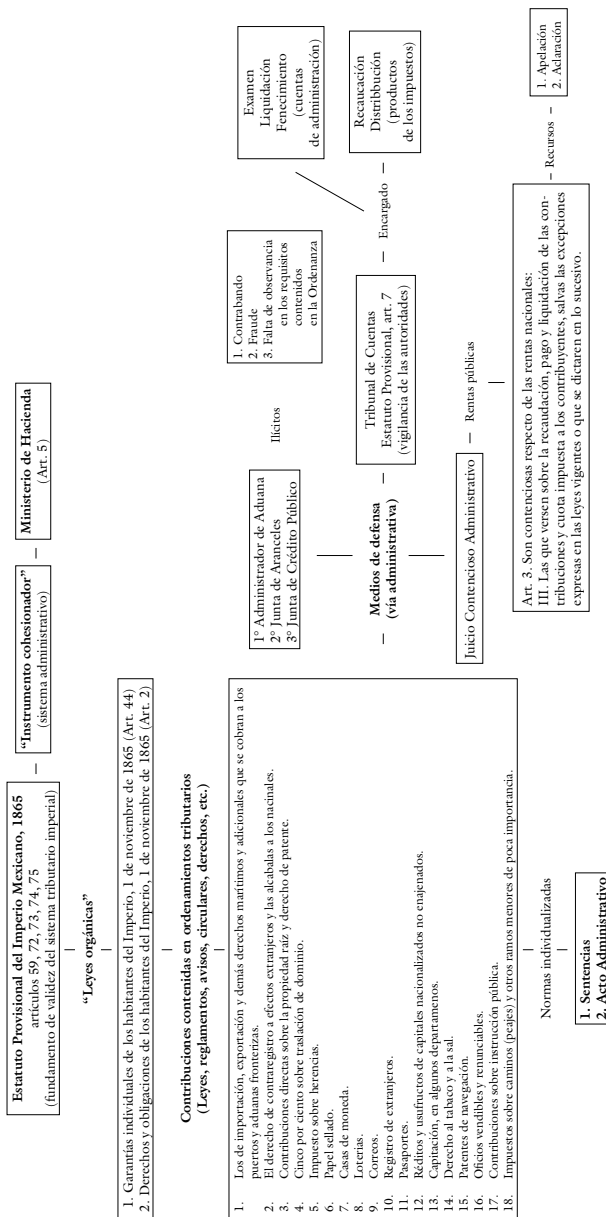 Estatuto Provisional del Imperio Mexicano, 1865
artículos 59, 72, 73, 74, 75
(fundamento de validez del sistema tributario imperial)
“Instrumento cohesionador”
(sistema administrativo)
Ministerio de Hacienda
(Art. 5)
“Leyes orgánicas”
1. Garantías individuales de los habitantes del Imperio, 1 de noviembre de 1865 (Art. 44)
2. Derechos y obligaciones de los habitantes del Imperio, 1 de noviembre de 1865 (Art. 2)
Contribuciones contenidas en ordenamientos tributarios
(Leyes, reglamentos, avisos, circulares, derechos, etc.)
1. Los de importación, exportación y demás derechos marítimos y adicionales que se cobran a los
puertos y aduanas fronterizas.
2. El derecho de contraregistro a efectos extranjeros y las alcabalas a los nacinales.
3. Contribuciones directas sobre la propiedad raíz y derecho de patente.
4. Cinco por ciento sobre traslación de dominio.
5. Impuesto sobre herencias.
6. Papel sellado.
7. Casas de moneda.
8. Loterías.
9. Correos.
10. Registro de extranjeros.
11. Pasaportes.
12. Réditos y usufructos de capitales nacionalizados no enajenados.
13. Capitación, en algunos departamenos.
14. Derecho al tabaco y a la sal.
15. Patentes de navegación.
16. Oficios vendibles y renunciables.
17. Contribuciones sobre instrucción pública.
18. Impuestos sobre caminos (peajes) y otros ramos menores de poca importancia.
Normas individualizadas
1. Sentencias
2. Acto Administrativo
1° Administrador de Aduana
2° Junta de Aranceles
3° Junta de Crédito Público
Ilícitos
1. Contrabando
2. Fraude
3. Falta de observancia
en los requisitos
contenidos
en la Ordenanza
Medios de defensa
(vía administrativa)
Tribunal de Cuentas
Estatuto Provisional, art. 7
(vigilancia de las autoridades)
Encargado
Examen
Liquidación
Fenecimiento
(cuentas
de administración)
Recaucación
Distribbución
(productos
de los impuestos)
Juicio Contencioso Administrativo
Rentas públicas
Art. 3. Son contenciosas respecto de las rentas nacionales:
III. Las que versen sobre la recaudación, pago y liquidación de las con-
tribuciones y cuota impuesta a los contribuyentes, salvas las excepciones
expresas en las leyes vigentes o que se dictaren en lo sucesivo.
Recursos
1. Apelación
2. Aclaración